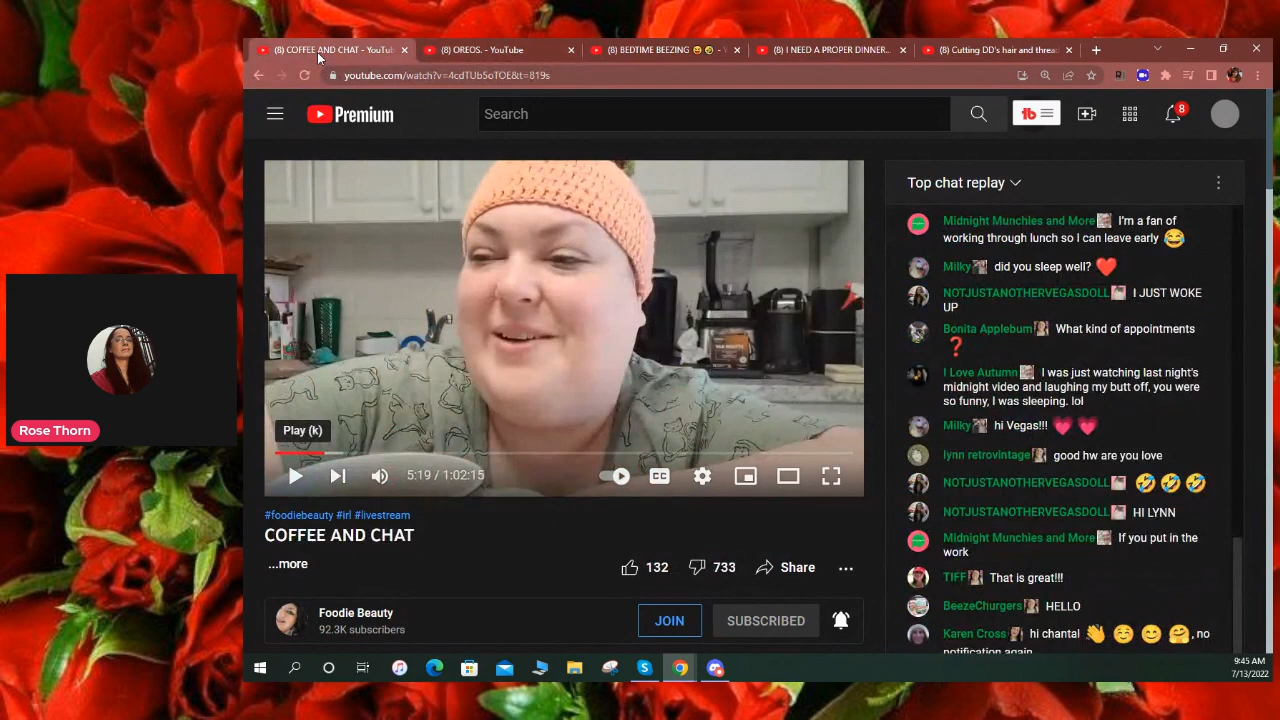 (8) COFFEE AND CHAT - YouTub
(8) OREOS. - YouTube
(8) BEDTIME BEEZING
(8) I NEED A PROPER DINNER..
(8) Cutting DD's hair and threa
youtube.com/watch?v=4cdTUb5oTOE&t=819s
Premium
Search
tb
8
Top chat replay
Midnight Munchies and More I'm a fan of
working through lunch so I can leave early 😂
Milky did you sleep well? ❤️
NOTJUSTANOTHERVEGASDOLL I JUST WOKE
UP
Bonita Applebum What kind of appointments
❓
I Love Autumn I was just watching last night's
midnight video and laughing my butt off, you were
so funny, I was sleeping. lol
Milky hi Vegas!!! 💗 💗
lynn retrovintage good hw are you love
NOTJUSTANOTHERVEGASDOLL 🤣 🤣 🤣
NOTJUSTANOTHERVEGASDOLL HI LYNN
Midnight Munchies and More If you put in the
work
TIFF That is great!!!
BeezeChurgers HELLO
Karen Cross hi chantal 👋 ☺️ 😊 🤗, no
notification again
Play (k)
5:19 / 1:02:15
CC
#foodiebeauty #irl #livestream
COFFEE AND CHAT
...more
132
733
Share
Foodie Beauty
92.3K subscribers
JOIN
SUBSCRIBED
Rose Thorn
9:45 AM
7/13/2022